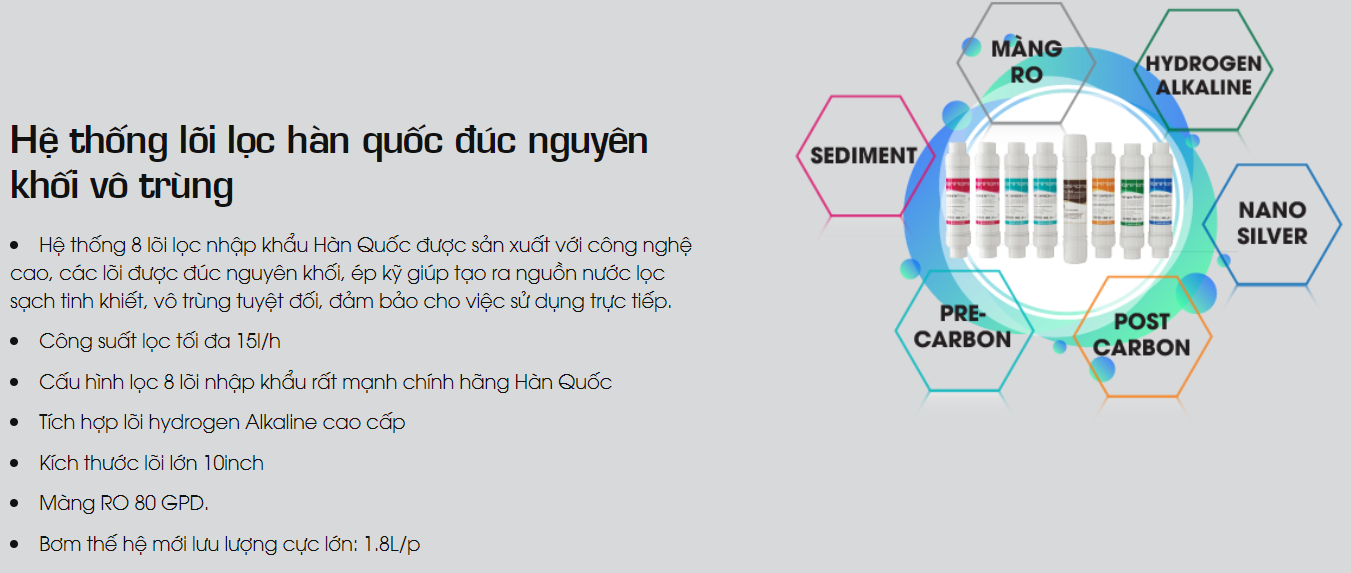 Hệ thống lõi lọc hàn quốc đúc nguyên
khối vô trùng
• Hệ thống 8 lõi lọc nhập khẩu Hàn Quốc được sản xuất với công nghệ
cao, các lõi được đúc nguyên khối, ép kỹ giúp tạo ra nguồn nước lọc
sạch tinh khiết, vô trùng tuyệt đối, đảm bảo cho việc sử dụng trực tiếp.
• Công suất lọc tối đa 15l/h
• Cấu hình lọc 8 lõi nhập khẩu rất mạnh chính hãng Hàn Quốc
• Tích hợp lõi hydrogen Alkaline cao cấp
• Kích thước lõi lớn 10inch
• Màng RO 80 GPD.
• Bơm thế hệ mới lưu lượng cực lớn: 1.8L/p
MÀNG
RO
HYDROGEN
ALKALINE
SEDIMENT
NANO
SILVER
PRE-
CARBON
POST
CARBON